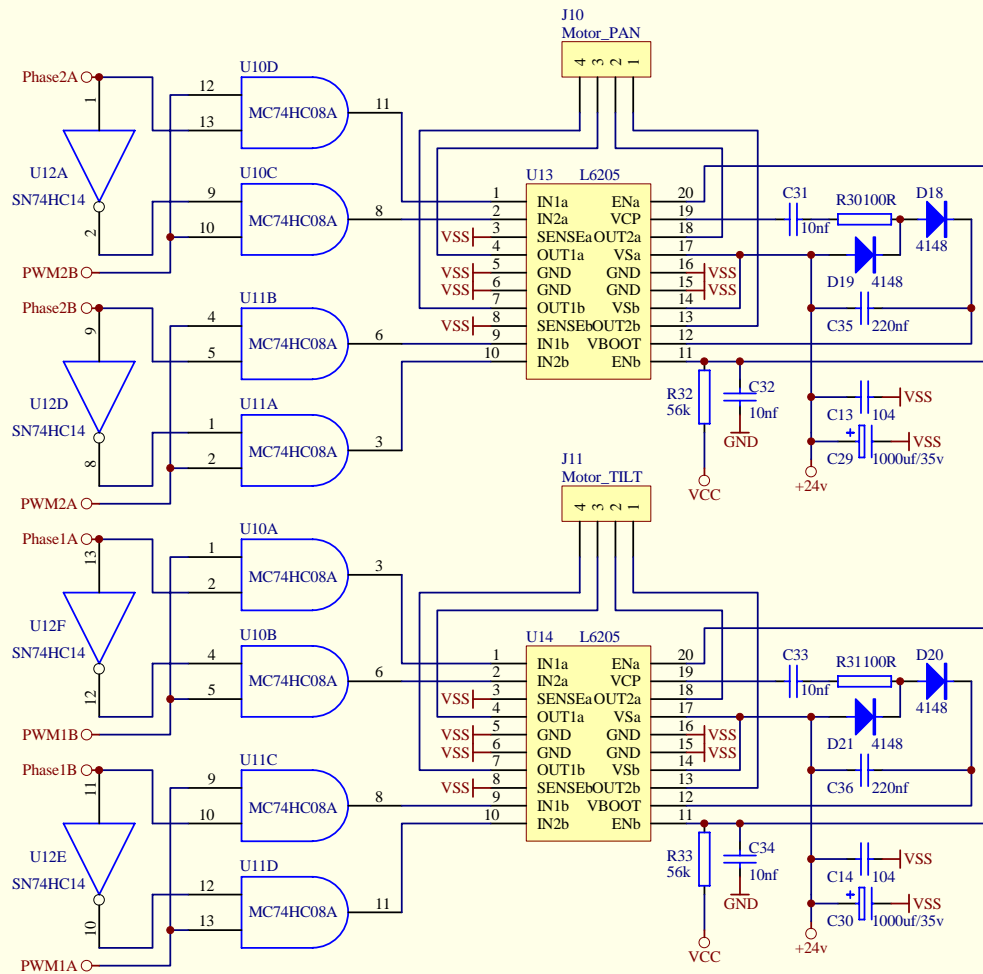 J10
Motor_PAN
4 3 2 1
Phase2A
1
U12A
SN74HC14
2
PWM2B
U10D
12
13
MC74HC08A
11
U10C
9
10
MC74HC08A
8
Phase2B
9
U12D
SN74HC14
8
PWM2A
U11B
4
5
MC74HC08A
6
U11A
1
2
MC74HC08A
3
U13 L6205
1 IN1a ENa 20
2 IN2a VCP 19
VSS 3 SENSEa OUT2a 18
4 OUT1a VSa 17
VSS 5 GND GND 16 VSS
VSS 6 GND GND 15 VSS
7 OUT1b VSb 14
VSS 8 SENSEb OUT2b 13
9 IN1b VBOOT 12
10 IN2b ENb 11
C31
10nf
R30 100R
D18
4148
D19 4148
C35 220nf
R32
56k
VCC
C32
10nf
GND
C13 104
VSS
+
C29 1000uf/35v
VSS
+24v
J11
Motor_TILT
4 3 2 1
Phase1A
13
U12F
SN74HC14
12
PWM1B
U10A
1
2
MC74HC08A
3
U10B
4
5
MC74HC08A
6
Phase1B
11
U12E
SN74HC14
10
PWM1A
U11C
9
10
MC74HC08A
8
U11D
12
13
MC74HC08A
11
U14 L6205
1 IN1a ENa 20
2 IN2a VCP 19
VSS 3 SENSEa OUT2a 18
4 OUT1a VSa 17
VSS 5 GND GND 16 VSS
VSS 6 GND GND 15 VSS
7 OUT1b VSb 14
VSS 8 SENSEb OUT2b 13
9 IN1b VBOOT 12
10 IN2b ENb 11
C33
10nf
R31 100R
D20
4148
D21 4148
C36 220nf
R33
56k
VCC
C34
10nf
GND
C14 104
VSS
+
C30 1000uf/35v
VSS
+24v